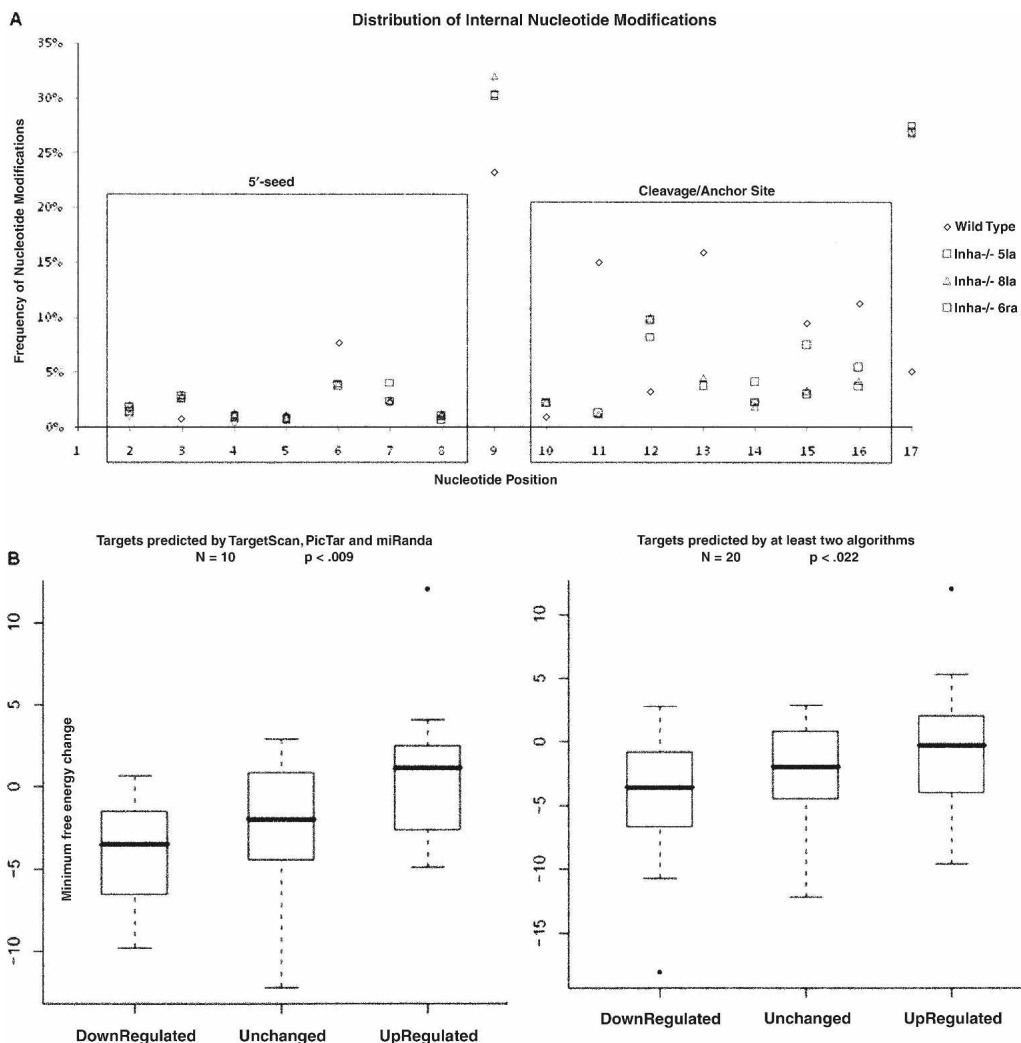 A
Distribution of Internal Nucleotide Modifications
35%
30%
25%
20%
15%
10%
5%
0%
Frequency of Nucleotide Modifications
5′-seed
Cleavage/Anchor Site
Wild Type
Inha-/- 5la
Inha-/- 8la
Inha-/- 6ra
1 2 3 4 5 6 7 8 9 10 11 12 13 14 15 16 17
Nucleotide Position
B
Targets predicted by TargetScan, PicTar and miRanda
N = 10 p < .009
10
5
0
-5
-10
Minimum free energy change
DownRegulated Unchanged UpRegulated
Targets predicted by at least two algorithms
N = 20 p < .022
10
5
0
-5
-10
-15
DownRegulated Unchanged UpRegulated